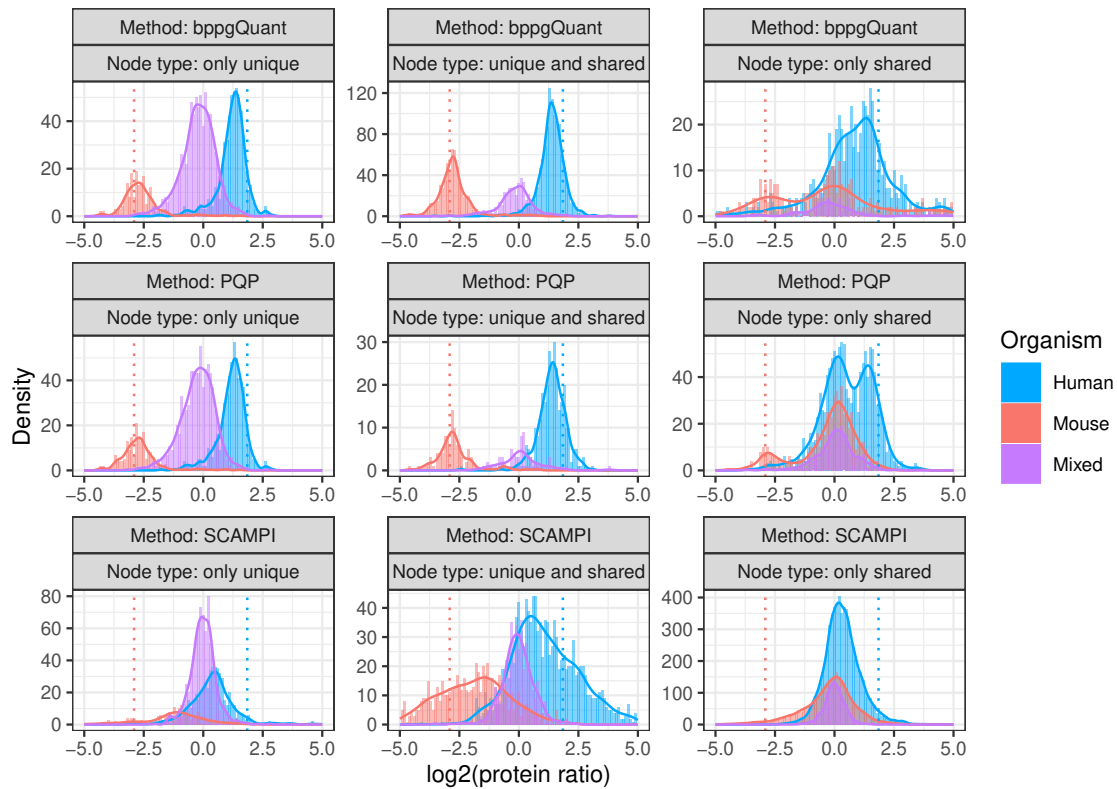 Method: bppgQuant
Method: bppgQuant
Method: bppgQuant
Node type: only unique
Node type: unique and shared
Node type: only shared
40
20
0
120
80
40
0
20
10
0
−5.0 −2.5 0.0 2.5 5.0
−5.0 −2.5 0.0 2.5 5.0
−5.0 −2.5 0.0 2.5 5.0
Method: PQP
Method: PQP
Method: PQP
Node type: only unique
Node type: unique and shared
Node type: only shared
Density
40
20
0
30
20
10
0
40
20
0
−5.0 −2.5 0.0 2.5 5.0
−5.0 −2.5 0.0 2.5 5.0
−5.0 −2.5 0.0 2.5 5.0
Organism
Human
Mouse
Mixed
Method: SCAMPI
Method: SCAMPI
Method: SCAMPI
Node type: only unique
Node type: unique and shared
Node type: only shared
80
60
40
20
0
40
30
20
10
0
400
300
200
100
0
−5.0 −2.5 0.0 2.5 5.0
−5.0 −2.5 0.0 2.5 5.0
−5.0 −2.5 0.0 2.5 5.0
log2(protein ratio)